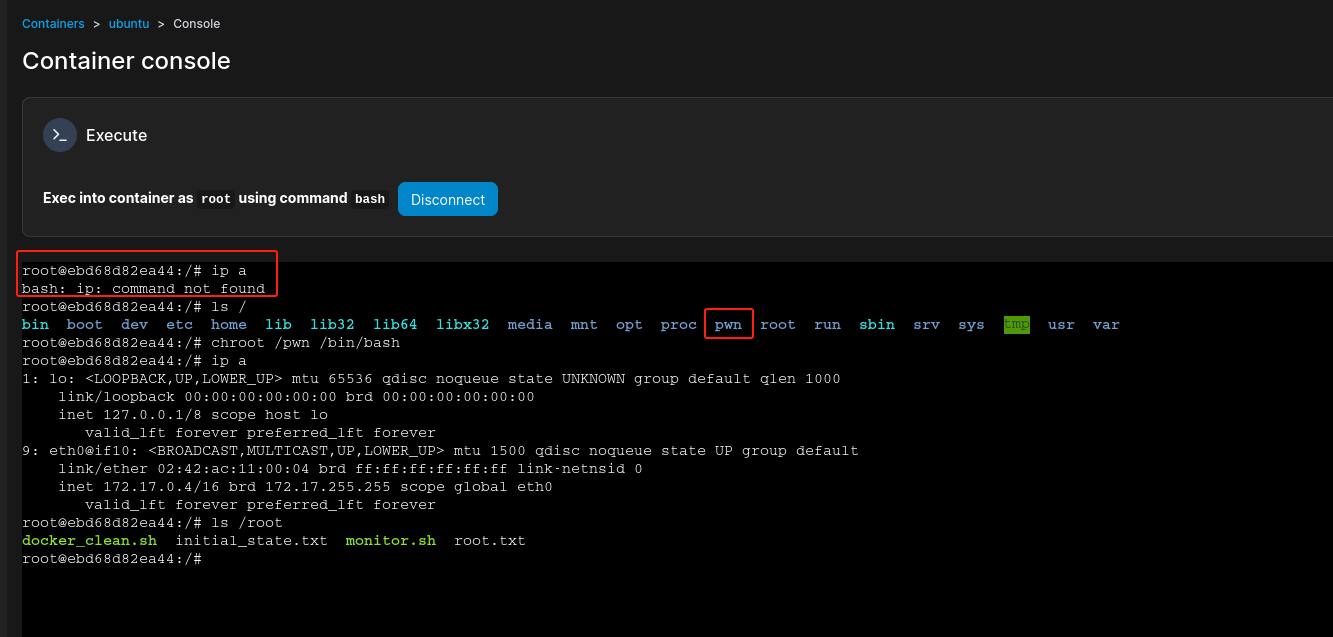 Containers > ubuntu > Console
Container console
>_ Execute
Exec into container as root using command bash Disconnect
root@ebd68d82ea44:/# ip a
bash: ip: command not found
root@ebd68d82ea44:/# ls /
bin boot dev etc home lib lib32 lib64 libx32 media mnt opt proc pwn root run sbin srv sys tmp usr var
root@ebd68d82ea44:/# chroot /pwn /bin/bash
root@ebd68d82ea44:/# ip a
1: lo: <LOOPBACK,UP,LOWER_UP> mtu 65536 qdisc noqueue state UNKNOWN group default qlen 1000
    link/loopback 00:00:00:00:00:00 brd 00:00:00:00:00:00
    inet 127.0.0.1/8 scope host lo
       valid_lft forever preferred_lft forever
9: eth0@if10: <BROADCAST,MULTICAST,UP,LOWER_UP> mtu 1500 qdisc noqueue state UP group default
    link/ether 02:42:ac:11:00:04 brd ff:ff:ff:ff:ff:ff link-netnsid 0
    inet 172.17.0.4/16 brd 172.17.255.255 scope global eth0
       valid_lft forever preferred_lft forever
root@ebd68d82ea44:/# ls /root
docker_clean.sh initial_state.txt monitor.sh root.txt
root@ebd68d82ea44:/#